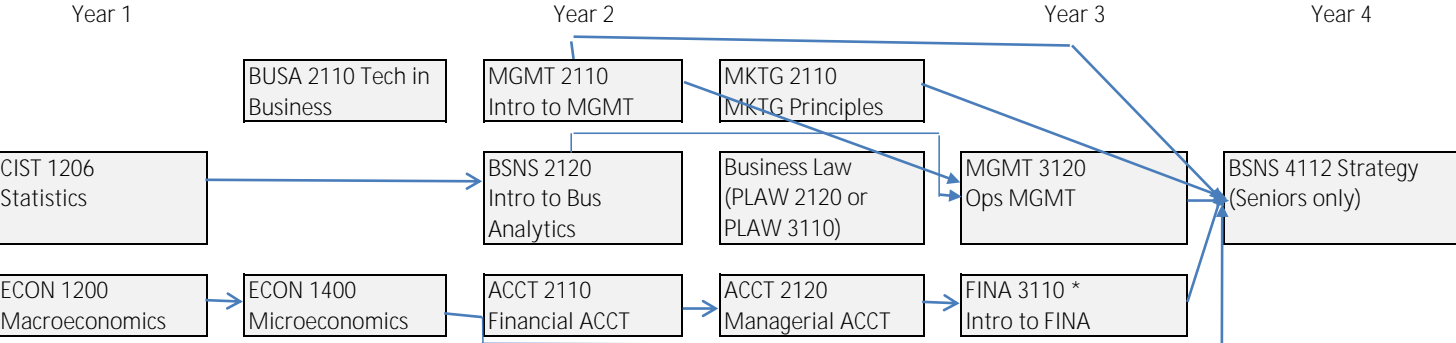 Year 1
Year 2
Year 3
Year 4
BUSA 2110 Tech in
Business
MGMT 2110
Intro to MGMT
MKTG 2110
MKTG Principles
CIST 1206
Statistics
BSNS 2120
Intro to Bus
Analytics
Business Law
(PLAW 2120 or
PLAW 3110)
MGMT 3120
Ops MGMT
BSNS 4112 Strategy
(Seniors only)
ECON 1200
Macroeconomics
ECON 1400
Microeconomics
ACCT 2110
Financial ACCT
ACCT 2120
Managerial ACCT
FINA 3110 *
Intro to FINA